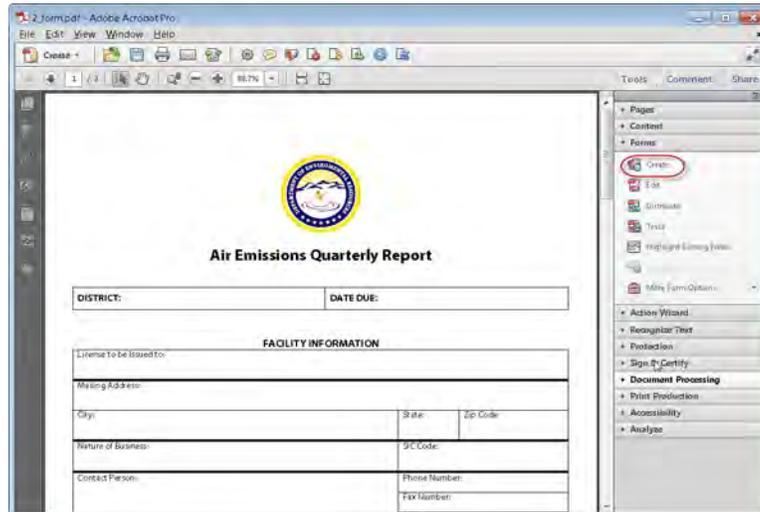 2_form.pdf - Adobe Acrobat Pro
File Edit View Window Help
Create
1 / 3 88.7%
Tools Comment Share
Pages
Content
Forms
Create
Edit
Distribute
Track
Highlight Existing Fields
More Form Options
Action Wizard
Recognize Text
Protection
Sign & Certify
Document Processing
Print Production
Accessibility
Analyze
Air Emissions Quarterly Report
DISTRICT: DATE DUE:
FACILITY INFORMATION
License to be Issued to:
Mailing Address:
City: State: Zip Code:
Nature of Business: SIC Code:
Contact Person: Phone Number:
Fax Number: